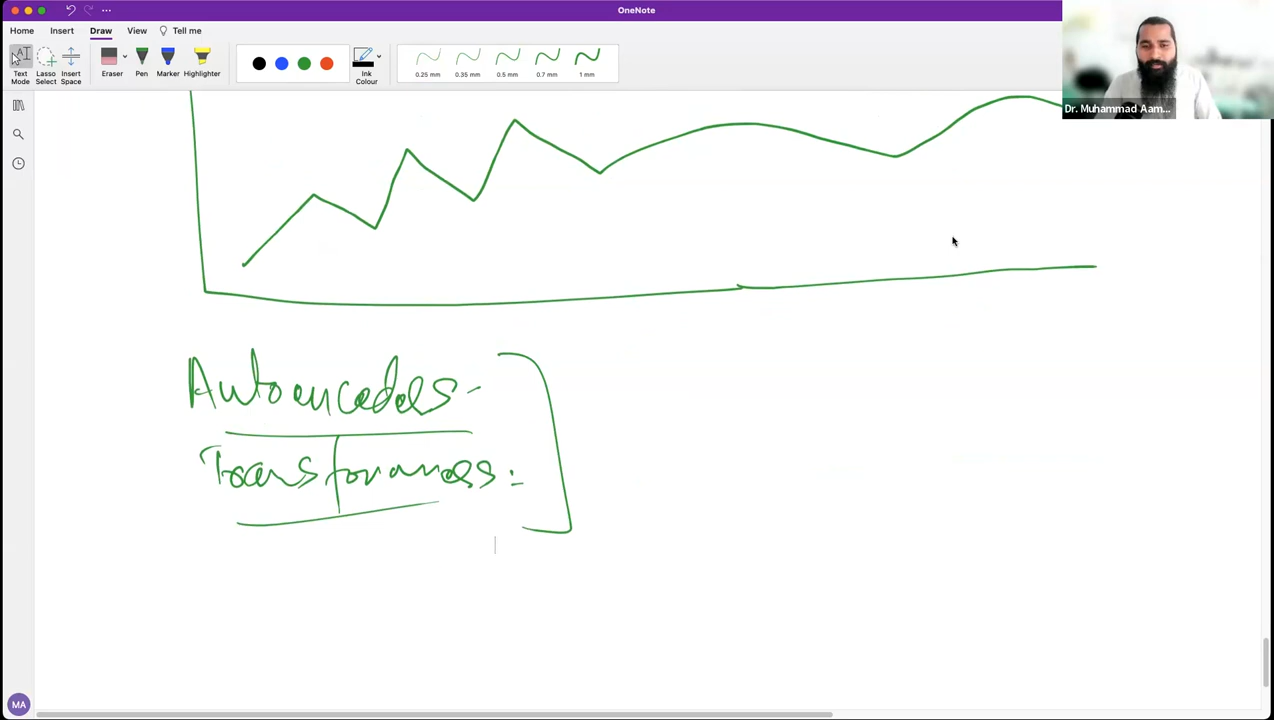 OneNote
Home Insert Draw View Tell me
Text Mode
Lasso Select
Insert Space
Eraser
Pen
Marker
Highlighter
Ink Colour
0.25 mm
0.35 mm
0.5 mm
0.7 mm
1 mm
Dr. Muhammad Aam...
Autoencoders
Transformers
MA